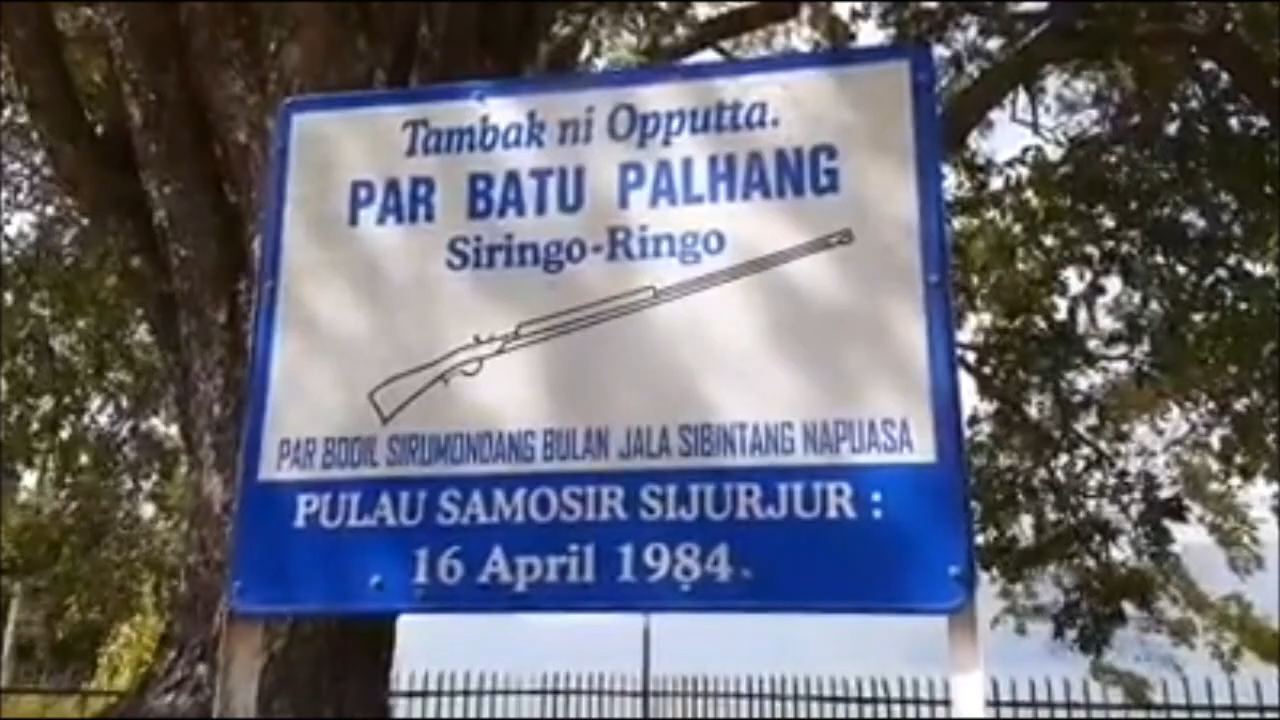 Tambak ni Opputta.
PAR BATU PALHANG
Siringo-Ringo
PAR BODIL SIRUMONDANG BULAN JALA SIBINTANG NAPUASA
PULAU SAMOSIR SIJURJUR :
16 April 1984.